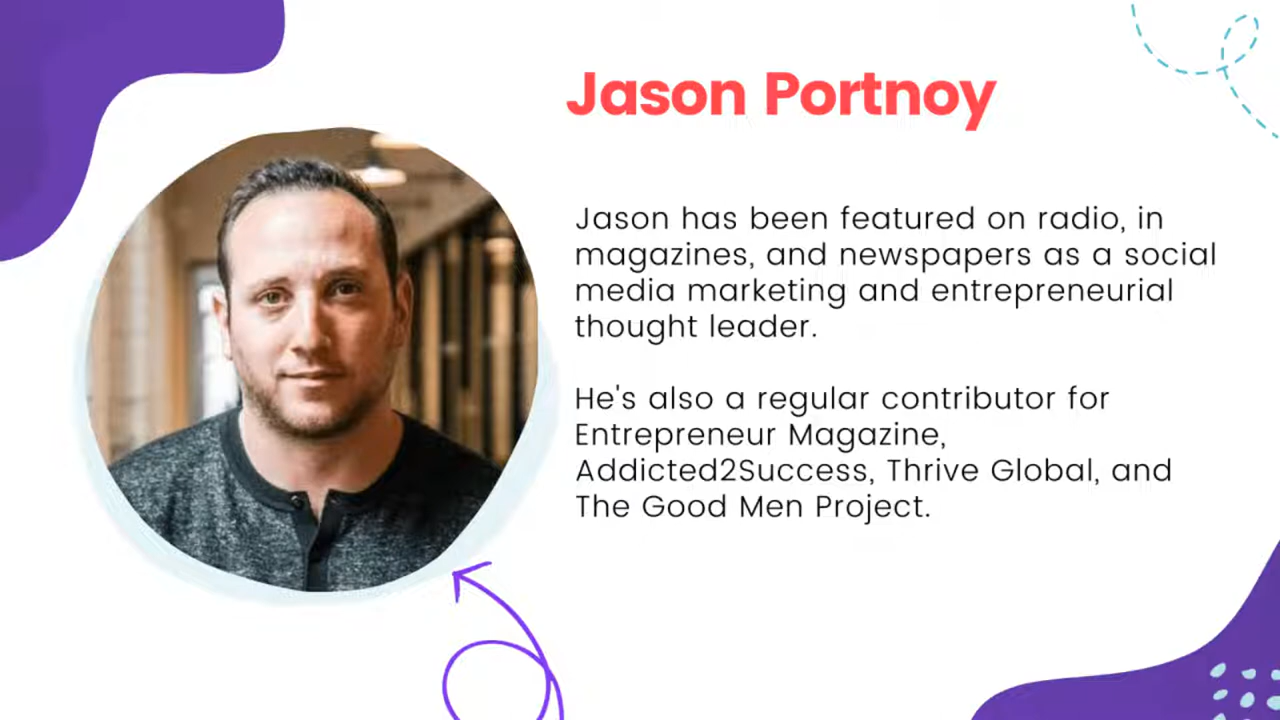 Jason Portnoy
Jason has been featured on radio, in
magazines, and newspapers as a social
media marketing and entrepreneurial
thought leader.
He's also a regular contributor for
Entrepreneur Magazine,
Addicted2Success, Thrive Global, and
The Good Men Project.